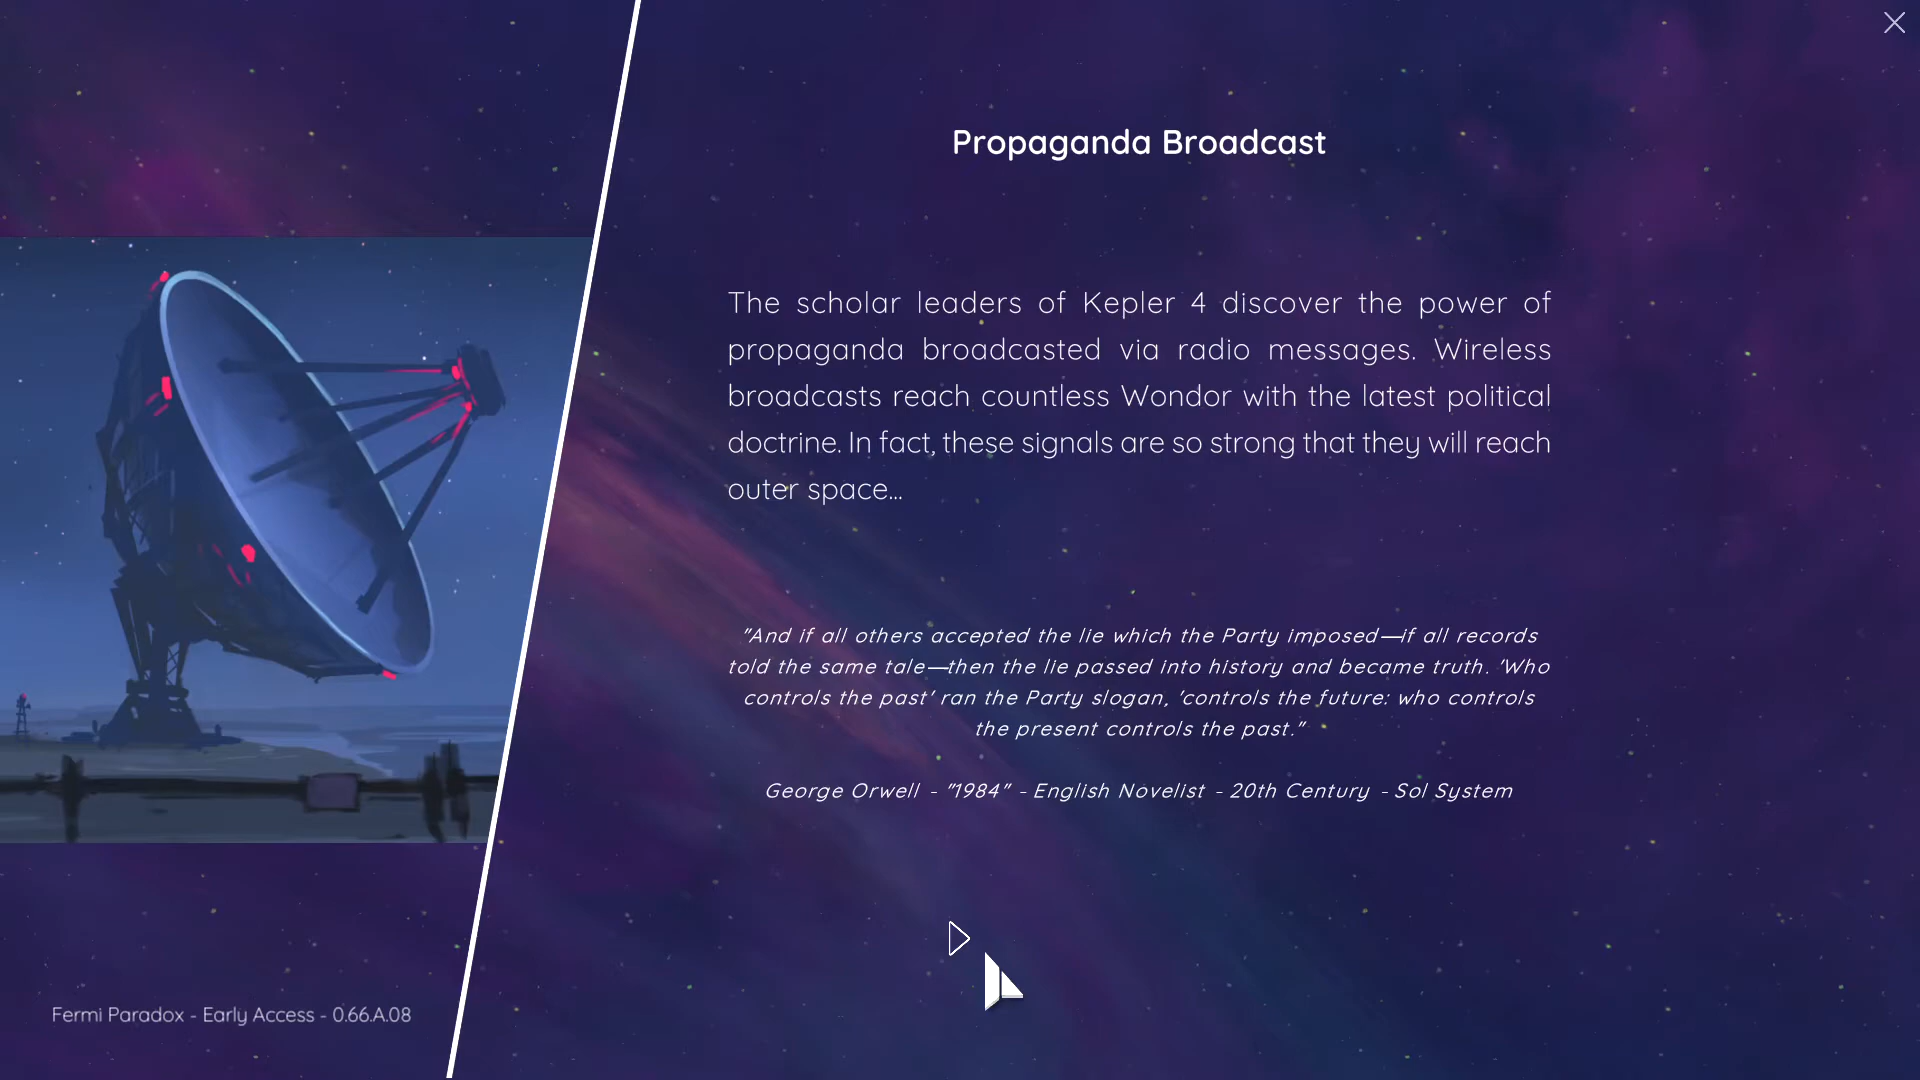 Propaganda Broadcast
The scholar leaders of Kepler 4 discover the power of
propaganda broadcasted via radio messages. Wireless
broadcasts reach countless Wondor with the latest political
doctrine. In fact, these signals are so strong that they will reach
outer space...
"And if all others accepted the lie which the Party imposed—if all records
told the same tale—then the lie passed into history and became truth. 'Who
controls the past' ran the Party slogan, 'controls the future: who controls
the present controls the past."
George Orwell - "1984" - English Novelist - 20th Century - Sol System
Fermi Paradox - Early Access - 0.66.A.08